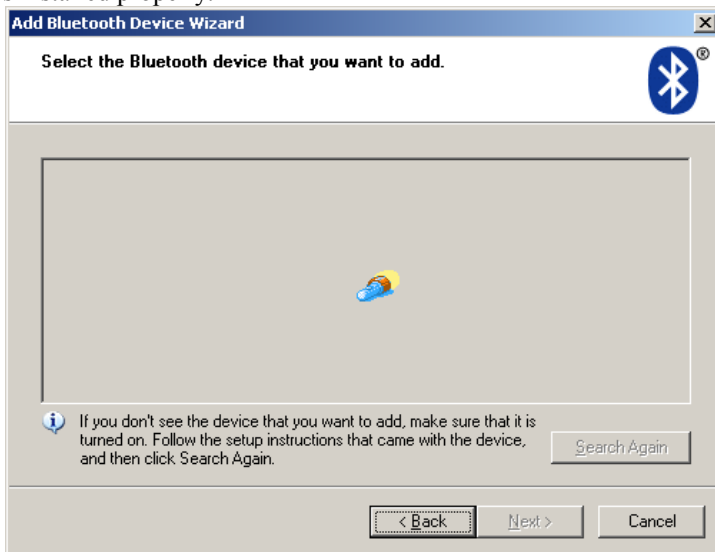 installed properly.
Add Bluetooth Device Wizard
Select the Bluetooth device that you want to add.
®
If you don't see the device that you want to add, make sure that it is
turned on. Follow the setup instructions that came with the device,
and then click Search Again.
Search Again
< Back
Next >
Cancel